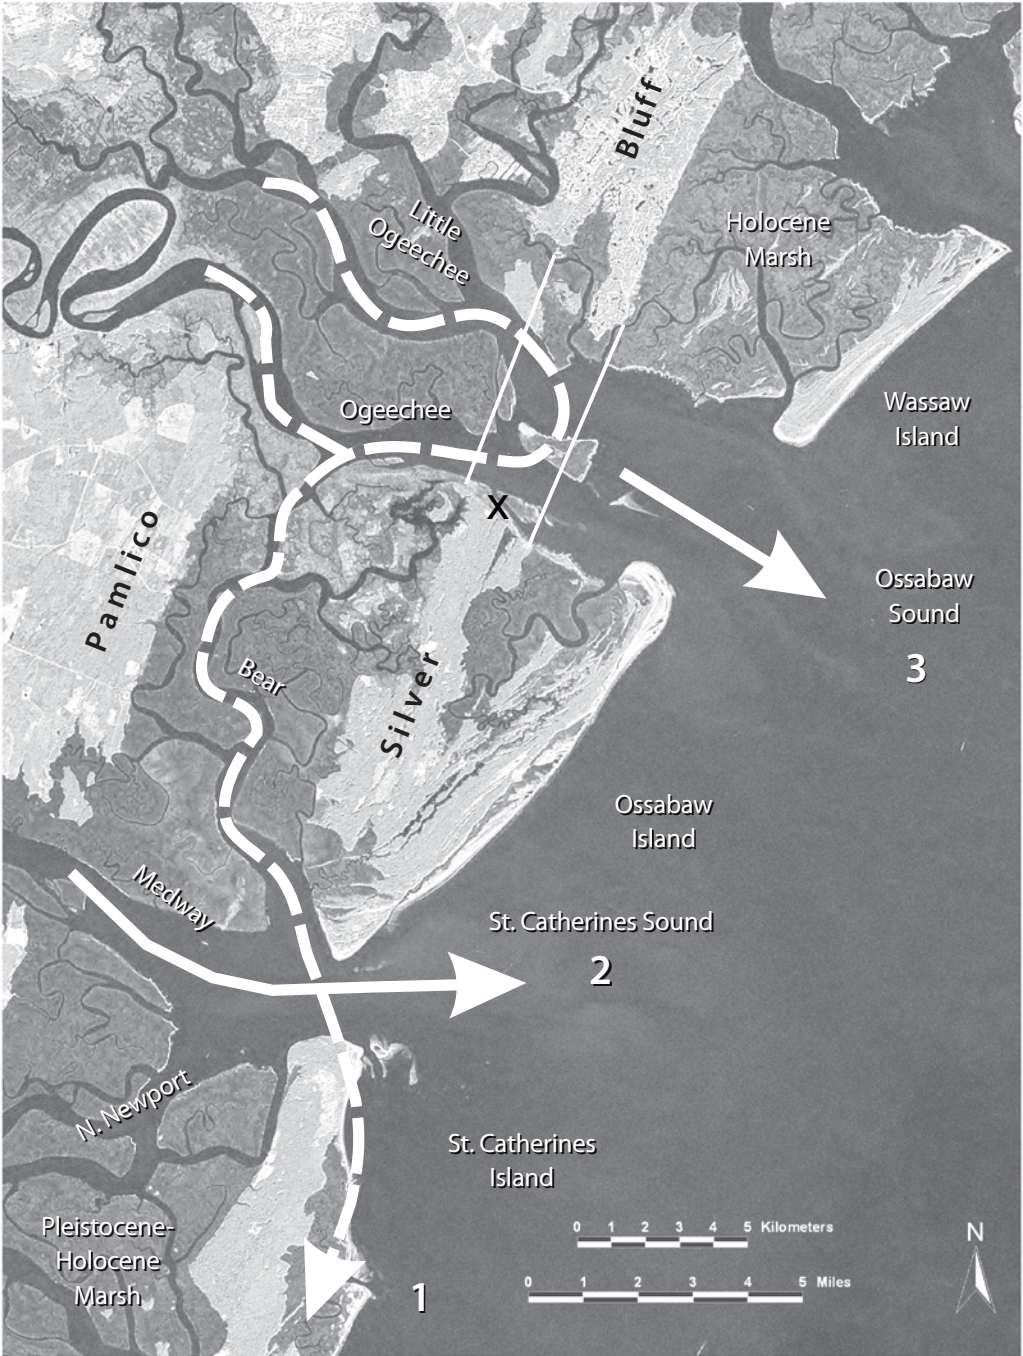 Bluff
Little
Ogeechee
Holocene
Marsh
Wassaw
Island
Ogeechee
X
Pamlico
Ossabaw
Sound
3
Silver
Bear
Ossabaw
Island
Medway
St. Catherines Sound
2
N. Newport
St. Catherines
Island
Pleistocene-
Holocene
Marsh
1
0 1 2 3 4 5 Kilometers
0 1 2 3 4 5 Miles
N